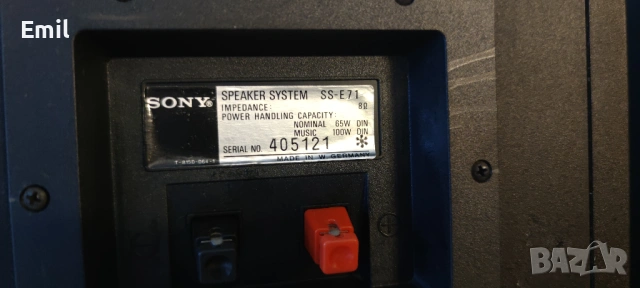 Emil
SONY
SPEAKER SYSTEM SS-E71
IMPEDANCE: 8Ω
POWER HANDLING CAPACITY:
NOMINAL 65W DIN
MUSIC 100W DIN
SERIAL NO. 405121
MADE IN W GERMANY
BAZAR